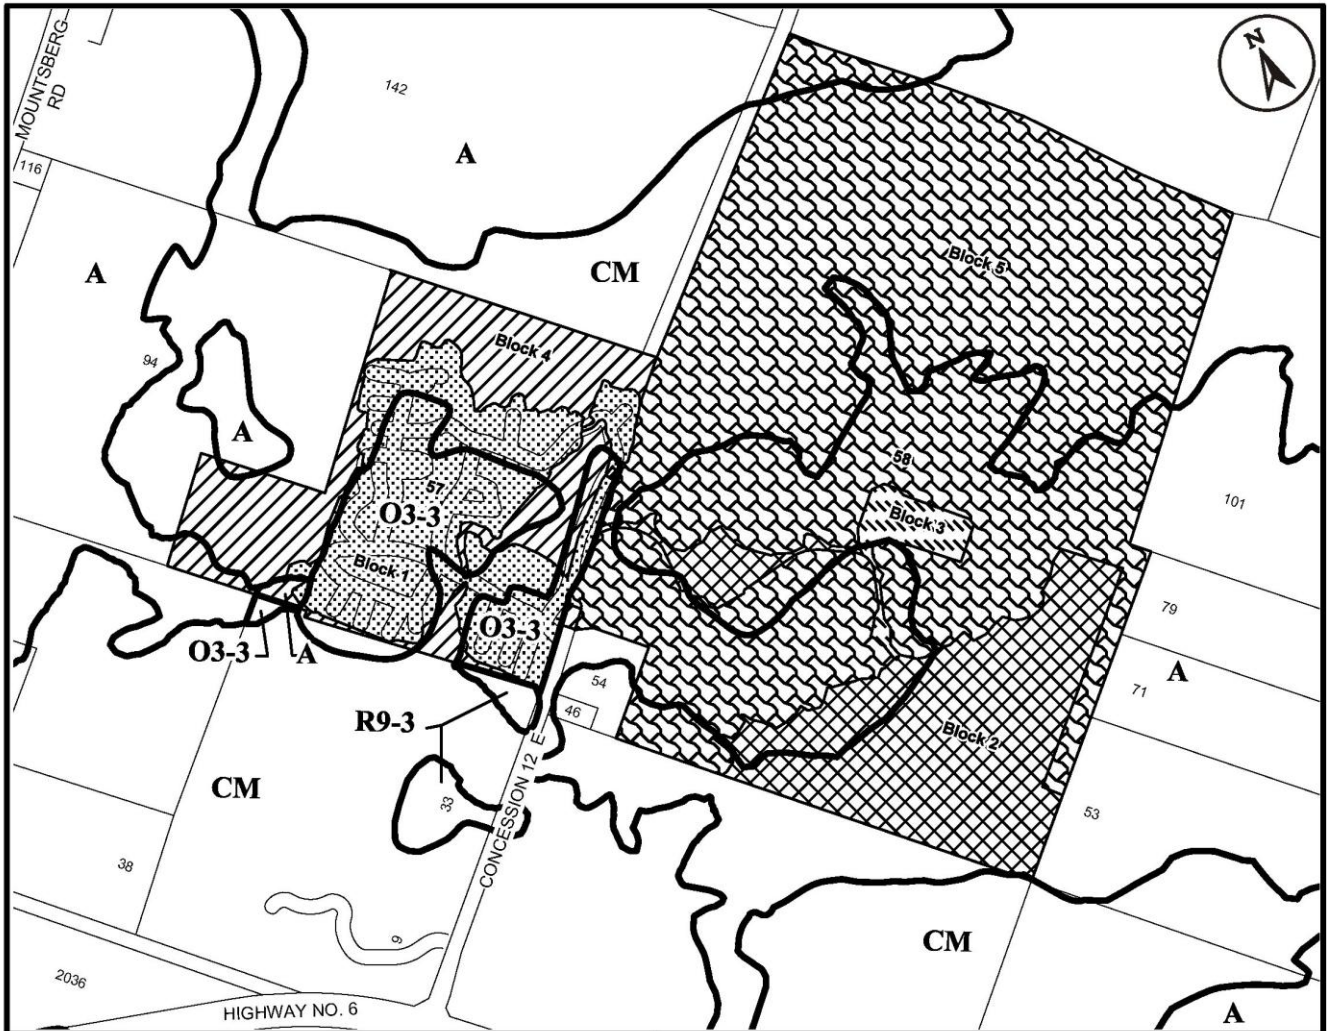 MOUNTSBERG
RD
N
142
A
116
A
CM
Block 5
94
Block 4
A
58
57
O3-3
Block 3
101
Block 1
79
O3-3
O3-3
A
54
A
71
R9-3
46
Block 2
CONCESSION 12 E
CM
33
53
38
9
CM
2036
HIGHWAY NO. 6
A